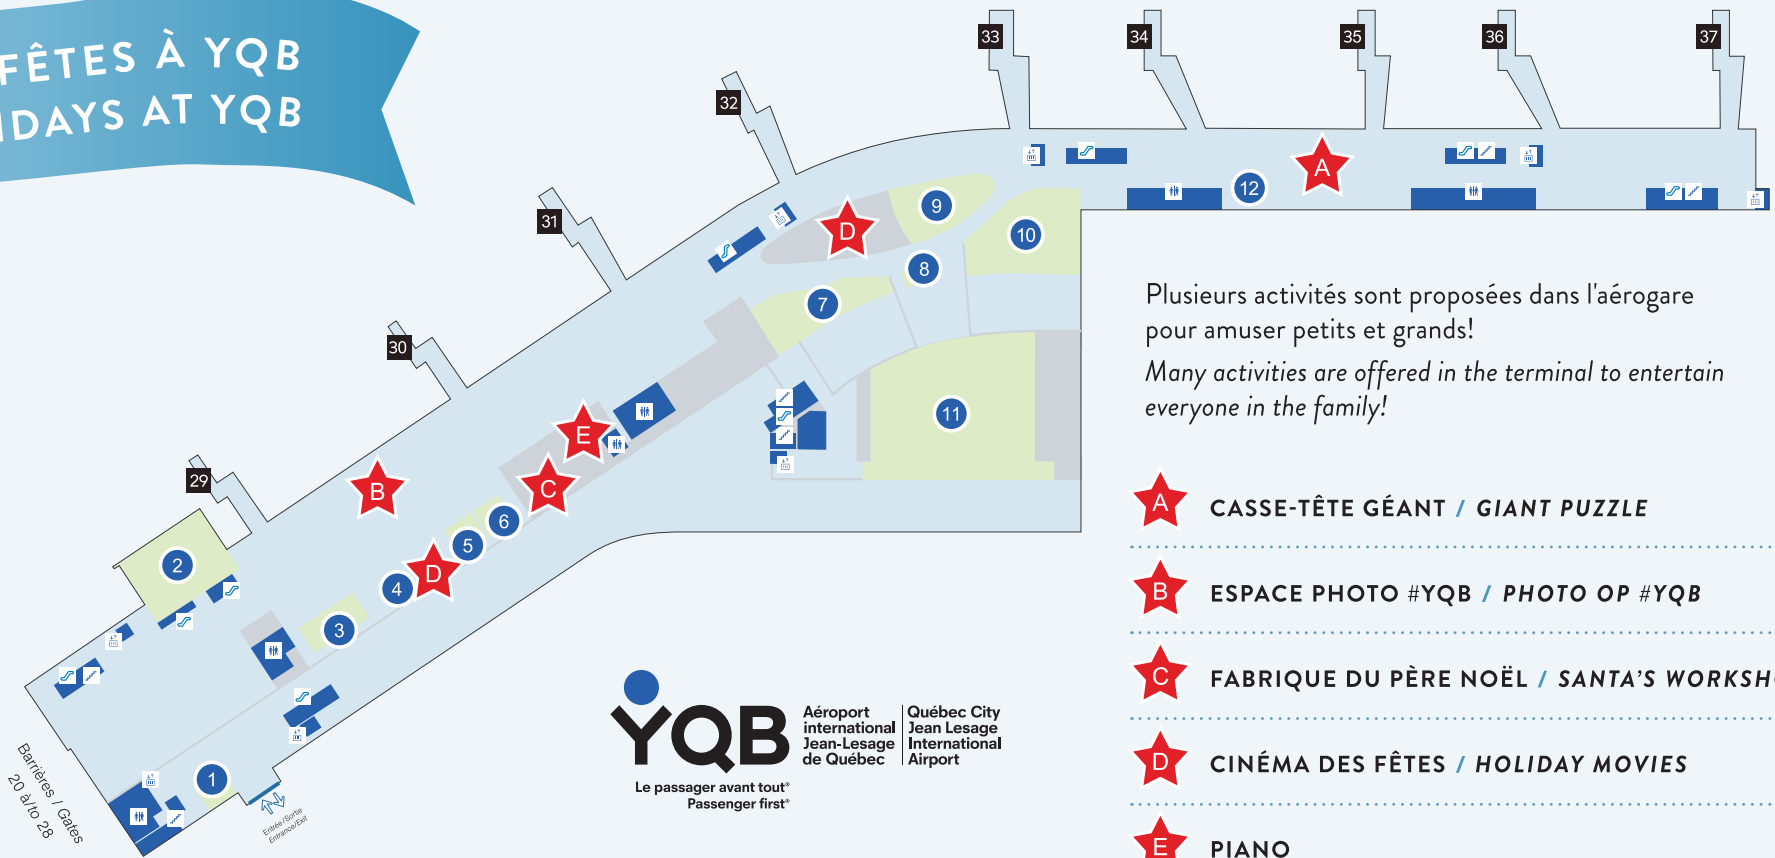 FÊTES À YQB
IDAYS AT YQB
33
34
35
36
37
32
31
30
29
A
12
9
D
10
8
7
11
E
C
B
6
5
D
4
3
2
1
Barrières / Gates
20 à/to 28
Entrée/Sortie
Entrance/Exit
Plusieurs activités sont proposées dans l'aérogare
pour amuser petits et grands!
Many activities are offered in the terminal to entertain
everyone in the family!
A CASSE-TÊTE GÉANT / GIANT PUZZLE
B ESPACE PHOTO #YQB / PHOTO OP #YQB
C FABRIQUE DU PÈRE NOËL / SANTA'S WORKSH
D CINÉMA DES FÊTES / HOLIDAY MOVIES
E PIANO
YQB
Aéroport
international
Jean-Lesage
de Québec
Québec City
Jean Lesage
International
Airport
Le passager avant tout®
Passenger first®